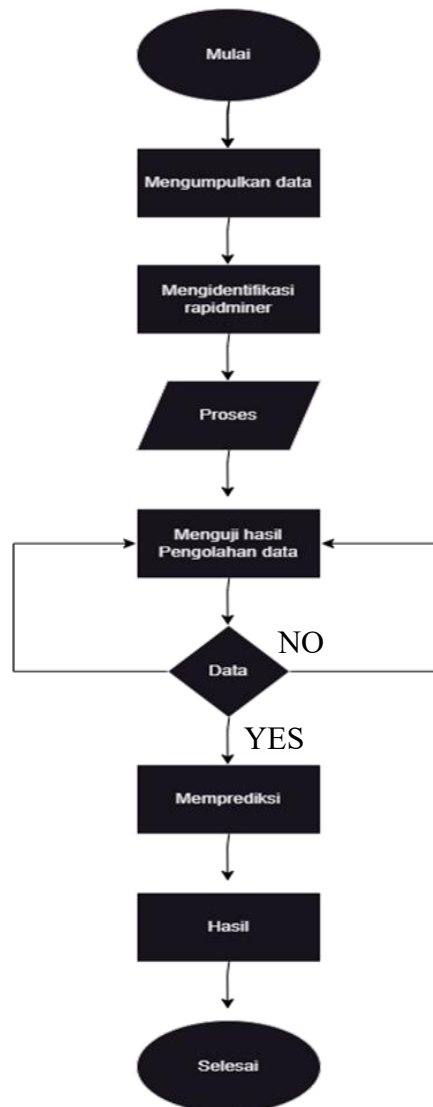 Mulai
Mengumpulkan data
Mengidentifikasi
rapidminer
Proses
Menguji hasil
Pengolahan data
NO
Data
YES
Memprediksi
Hasil
Selesai